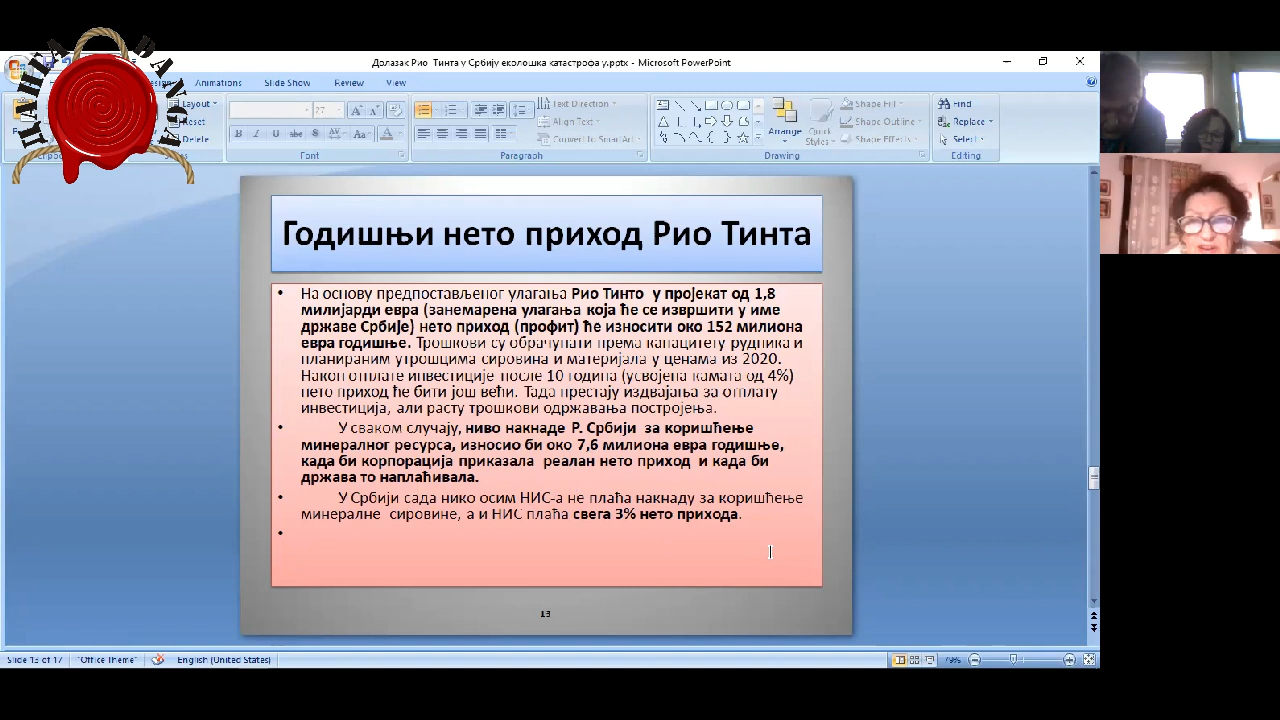 Долазак Рио Тинта у Србију еколошка катастрофа y.pptx - Microsoft PowerPoint
Animations
Slide Show
Review
View
Layout
Reset
Delete
27
Font
Text Direction
Align Text
Convert to SmartArt
Paragraph
Arrange
Quick Styles
Shape Fill
Shape Outline
Shape Effects
Drawing
Find
Replace
Select
Editing
Годишњи нето приход Рио Тинта
• На основу предпостављеног улагања Рио Тинто у пројекат од 1,8
милијарди евра (занемарена улагања која ће се извршити у име
државе Србије) нето приход (профит) ће износити око 152 милиона
евра годишње. Трошкови су обрачунати према капацитету рудника и
планираним утрошцима сировина и материјала у ценама из 2020.
Након отплате инвестиције после 10 година (усвојена камата од 4%)
нето приход ће бити још већи. Тада престају издвајања за отплату
инвестиција, али расту трошкови одржавања постројења.
• У сваком случају, ниво накнаде Р. Србији за коришћење
минералног ресурса, износио би око 7,6 милиона евра годишње,
када би корпорација приказала реалан нето приход и када би
држава то наплаћивала.
• У Србији сада нико осим НИС-а не плаћа накнаду за коришћење
минералне сировине, а и НИС плаћа свега 3% нето прихода.
•
13
Slide 13 of 17
"Office Theme"
English (United States)
79%